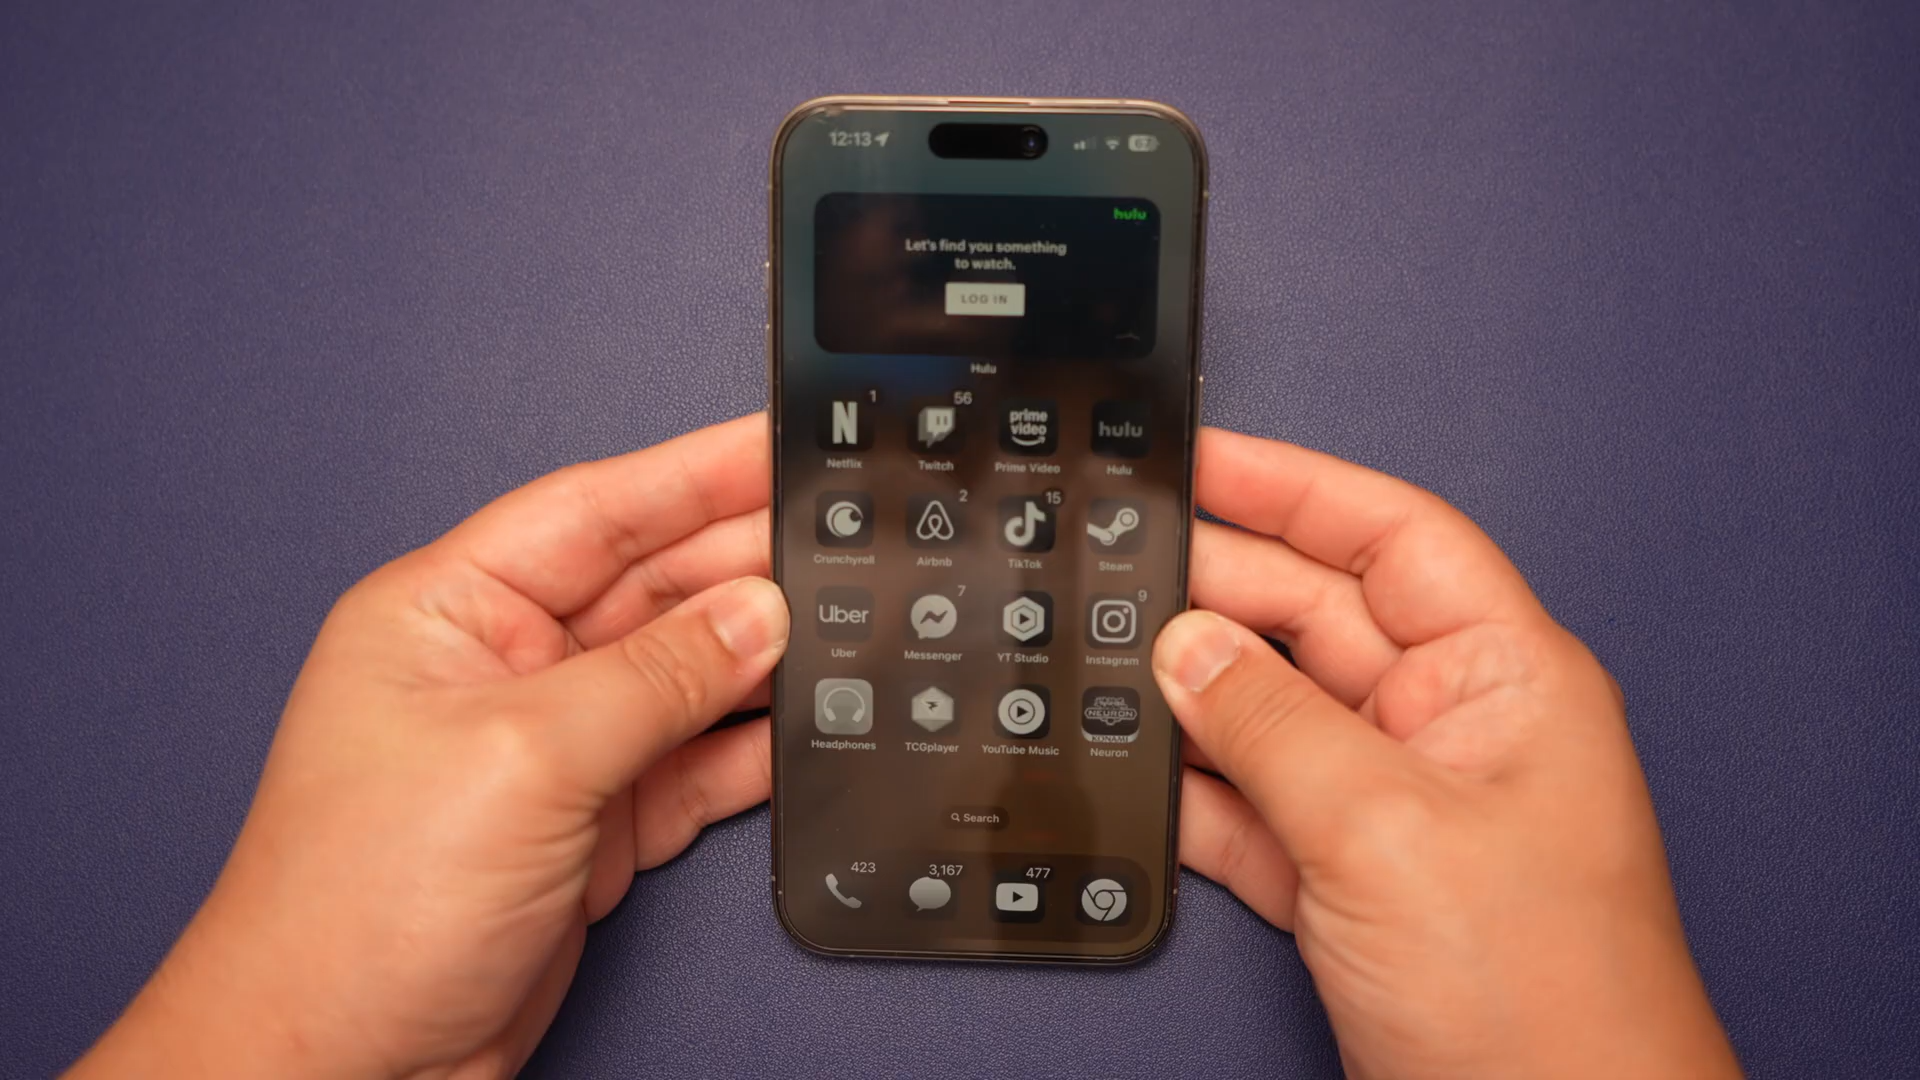 12:13
62
hulu
Let's find you something
to watch.
LOG IN
Hulu
1
56
N
prime
video
hulu
Netflix
Twitch
Prime Video
Hulu
2
15
Crunchyroll
Airbnb
TikTok
Steam
7
9
Uber
Uber
Messenger
YT Studio
Instagram
NEURON
KONAMI
Headphones
TCGplayer
YouTube Music
Neuron
Search
423
3,167
477